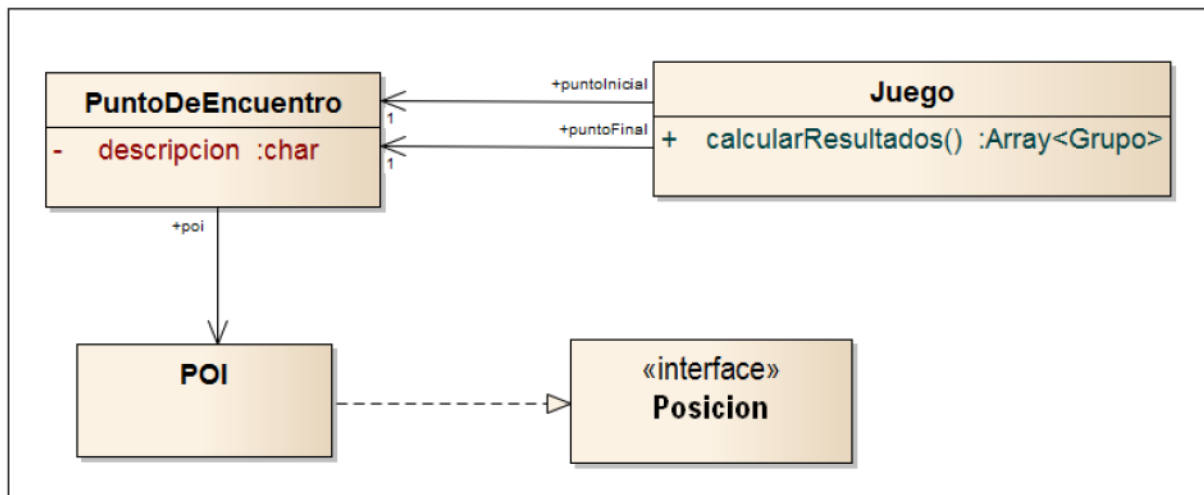 PuntoDeEncuentro
- descripcion :char
+puntoInicial
1
+puntoFinal
1
Juego
+ calcularResultados() :Array<Grupo>
+poi
POI
«interface»
Posicion